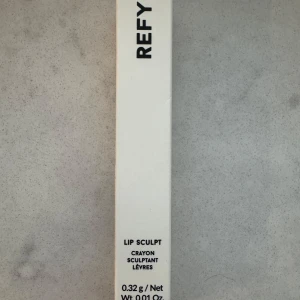 REFY
LIP SCULPT
CRAYON
SCULPTANT
LÈVRES
0.32 g / Net
Wt. 0.01 Oz.